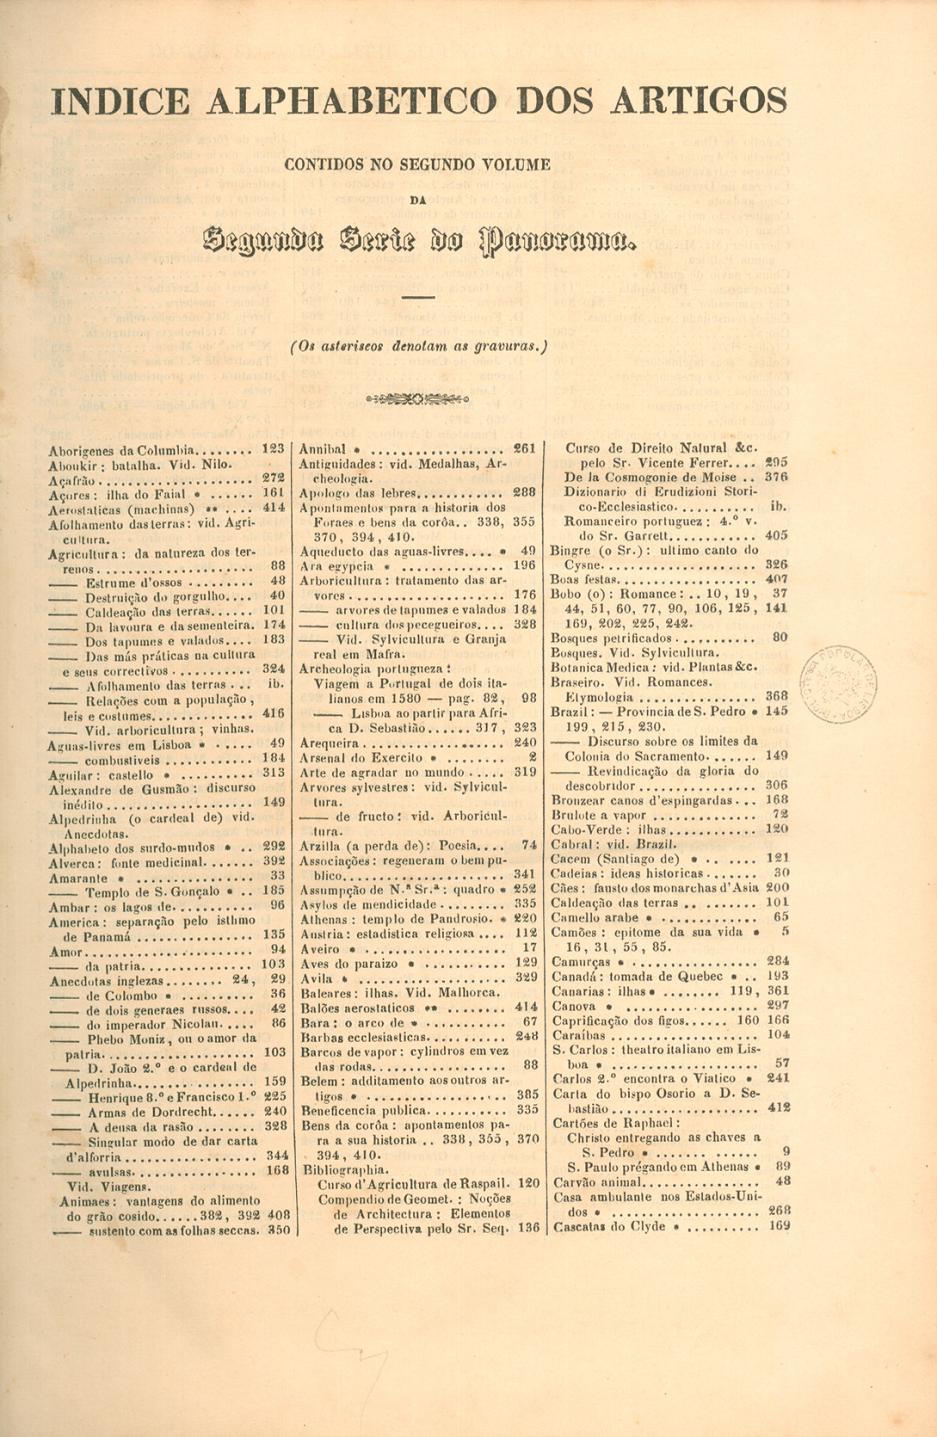 INDICE ALPHABETICO DOS ARTIGOS
CONTIDOS NO SEGUNDO VOLUME
DA
Segunda Serie do Panorama.
(Os asteriscos denotam as gravuras.)
Aborigenes da Columbia........ 123
Aboukir: batalha. Vid. Nilo.
Açafrão.................... 272
Açores: ilha do Faial * ...... 161
Aerostaticas (machinas) ** .... 414
Afolhamento das terras: vid. Agri-
cultura.
Agricultura: da natureza dos ter-
renos.................... 88
—— Estrume d'ossos ......... 48
—— Destruição do gorgulho.... 40
—— Caldeação das terras...... 101
—— Da lavoura e da sementeira. 174
—— Dos tapumes e valados.... 183
—— Das más práticas na cultura
e seus correctivos .......... 324
—— Afolhamento das terras ... ib.
—— Relações com a população,
leis e costumes............. 416
—— Vid. arboricultura; vinhas.
Aguas-livres em Lisboa * ..... 49
—— combustiveis ............ 184
Aguilar: castello * .......... 313
Alexandre de Gusmão: discurso
inédito.................... 149
Alpedrinha (o cardeal de) vid.
Anecdotas.
Alphabeto dos surdo-mudos * .. 292
Alverca: fonte medicinal....... 392
Amarante * ................ 33
—— Templo de S. Gonçalo * .. 185
Ambar: os lagos de........... 96
America: separação pelo isthmo
de Panamá .............. 135
Amor...................... 94
—— da patria.............. 103
Anecdotas inglezas........ 24, 29
—— de Colombo * .......... 36
—— de dois generaes russos.... 42
—— do imperador Nicolau..... 86
—— Phebo Moniz, ou o amor da
patria.................... 103
—— D. João 2.º e o cardeal de
Alpedrinha................ 159
—— Henrique 8.º e Francisco 1.º 225
—— Armas de Dordrecht...... 240
—— A deusa da rasão........ 328
—— Singular modo de dar carta
d'alforria.................. 344
—— avulsas................ 168
Vid. Viagens.
Animaes: vantagens do alimento
do grão cosido......382, 392 408
—— sustento com as folhas seccas. 350
Annibal * .................. 261
Antiguidades: vid. Medalhas, Ar-
cheologia.
Apologo das lebres........... 288
Apontamentos para a historia dos
Foraes e bens da corôa.. 338, 355
370, 394, 410.
Aqueducto das aguas-livres.... * 49
Ara egypcia * .............. 196
Arboricultura: tratamento das ar-
vores.................... 176
—— arvores de tapumes e valados 184
—— cultura dos pecegueiros.... 328
—— Vid. Sylvicultura e Granja
real em Mafra.
Archeologia portugueza:
Viagem a Portugal de dois ita-
lianos em 1580 — pag. 82, 98
—— Lisboa ao partir para Afri-
ca D. Sebastião...... 317, 323
Arequeira.................. 240
Arsenal do Exercito * ........ 2
Arte de agradar no mundo ..... 319
Arvores sylvestres: vid. Sylvicul-
tura.
—— de fructo: vid. Arboricul-
tura.
Arzilla (a perda de): Poesia.... 74
Associações: regeneram o bem pu-
blico.................... 341
Assumpção de N.ª Sr.ª: quadro * 252
Asylos de mendicidade ........ 335
Athenas: templo de Pandrosio. * 220
Austria: estadistica religiosa .... 112
Aveiro * .................. 17
Aves do paraizo * ........... 129
Avila * .................... 329
Baleares: ilhas. Vid. Malhorca.
Balões aerostaticos ** ........ 414
Bara: o arco de * ........... 67
Barbas ecclesiasticas.......... 248
Barcos de vapor: cylindros em vez
das rodas.................. 88
Belem: additamento aos outros ar-
tigos * .................. 385
Beneficencia publica........... 335
Bens da corôa: apontamentos pa-
ra a sua historia .. 338, 355, 370
394, 410.
Bibliographia.
Curso d'Agricultura de Raspail. 120
Compendio de Geomet.: Noções
de Architectura: Elementos
de Perspectiva pelo Sr. Seq. 136
Curso de Direito Natural &c.
pelo Sr. Vicente Ferrer.... 295
De la Cosmogonie de Moise .. 376
Dizionario di Erudizioni Stori-
co-Ecclesiastico........... ib.
Romanceiro portuguez: 4.º v.
do Sr. Garrett........... 405
Bingre (o Sr.): ultimo canto do
Cysne.................... 326
Boas festas.................. 407
Bobo (o): Romance: .. 10, 19, 37
44, 51, 60, 77, 90, 106, 125, 141
169, 202, 225, 242.
Bosques petrificados ........... 80
Bosques. Vid. Sylvicultura.
Botanica Medica: vid. Plantas &c.
Braseiro. Vid. Romances.
Etymologia ................ 368
Brazil: — Provincia de S. Pedro * 145
199, 215, 230.
—— Discurso sobre os limites da
Colonia do Sacramento....... 149
—— Revindicação da gloria do
descobridor................ 306
Bronzear canos d'espingardas ... 168
Brulote a vapor .............. 72
Cabo-Verde: ilhas............ 120
Cabral: vid. Brazil.
Cacem (Santiago de) * ........ 121
Cadeias: ideas historicas....... 30
Cães: fausto dos monarchas d'Asia 200
Caldeação das terras .......... 101
Camello arabe * ............. 65
Camões: epitome da sua vida * 5
16, 31, 55, 85.
Camurças * ................ 284
Canadá: tomada de Quebec * .. 193
Canarias: ilhas * ........ 119, 361
Canova * .................. 297
Caprificação dos figos...... 160 166
Caraíbas.................... 104
S. Carlos: theatro italiano em Lis-
boa * .................... 57
Carlos 2.º encontra o Viatico * 241
Carta do bispo Osorio a D. Se-
bastião.................... 412
Cartões de Raphael:
Christo entregando as chaves a
S. Pedro * .............. 9
S. Paulo prégando em Athenas * 89
Carvão animal............... 48
Casa ambulante nos Estados-Uni-
dos * .................... 268
Cascatas do Clyde * .......... 169